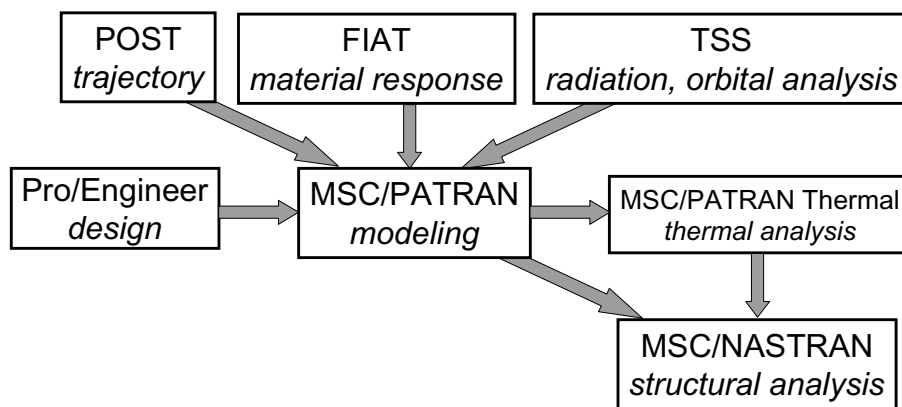 POST
trajectory
FIAT
material response
TSS
radiation, orbital analysis
Pro/Engineer
design
MSC/PATRAN
modeling
MSC/PATRAN Thermal
thermal analysis
MSC/NASTRAN
structural analysis